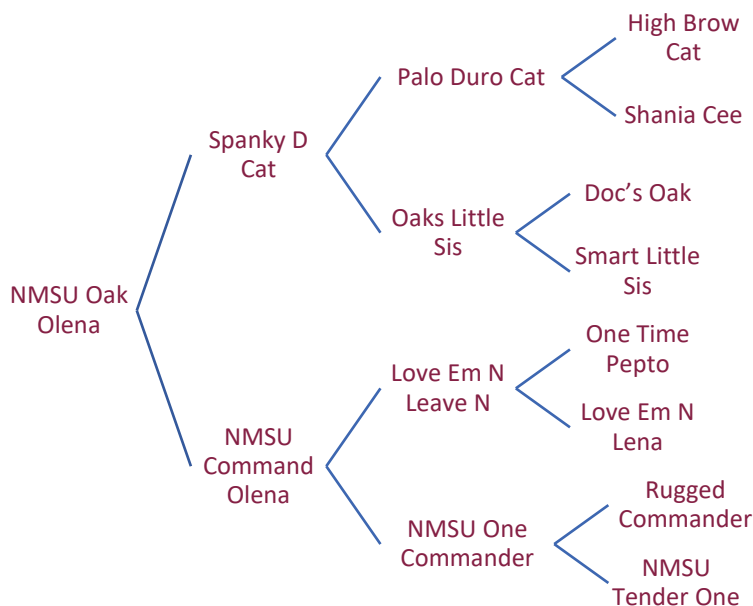 High Brow
Cat
Palo Duro Cat
Shania Cee
Spanky D
Cat
Doc’s Oak
Oaks Little
Sis
Smart Little
Sis
NMSU Oak
Olena
One Time
Pepto
Love Em N
Leave N
Love Em N
Lena
NMSU
Command
Olena
Rugged
Commander
NMSU One
Commander
NMSU
Tender One